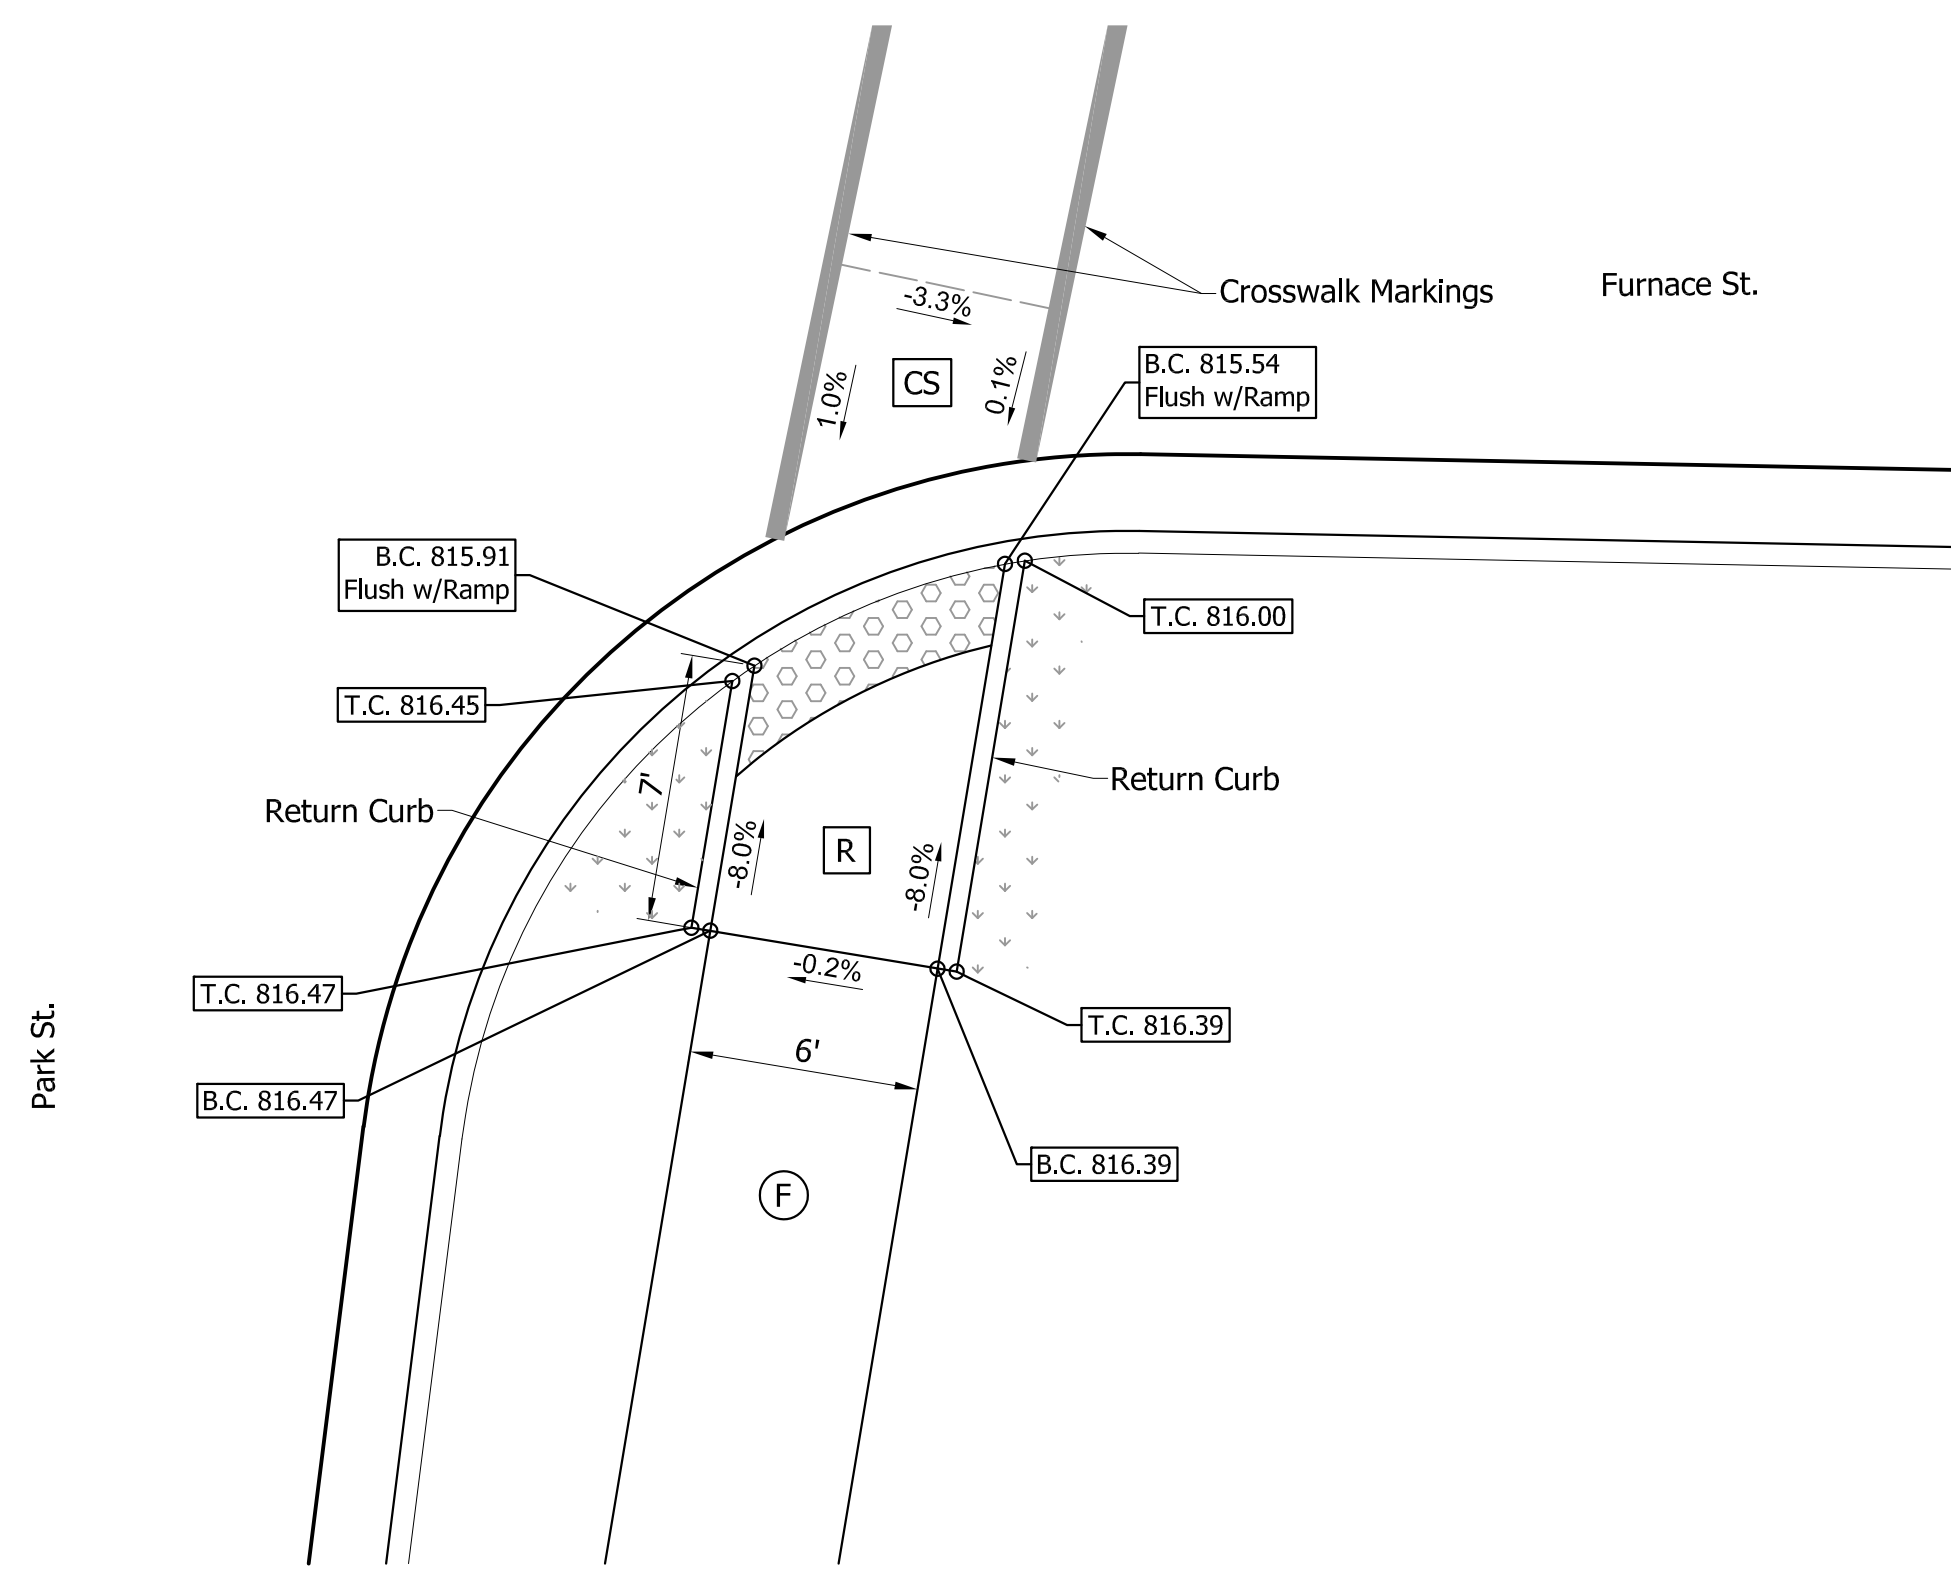 Crosswalk Markings
Furnace St.
-3.3%
CS
1.0%
0.1%
B.C. 815.54
Flush w/Ramp
B.C. 815.91
Flush w/Ramp
T.C. 816.00
T.C. 816.45
7'
Return Curb
Return Curb
-8.0%
R
-8.0%
-0.2%
T.C. 816.47
T.C. 816.39
6'
Park St.
B.C. 816.47
B.C. 816.39
F